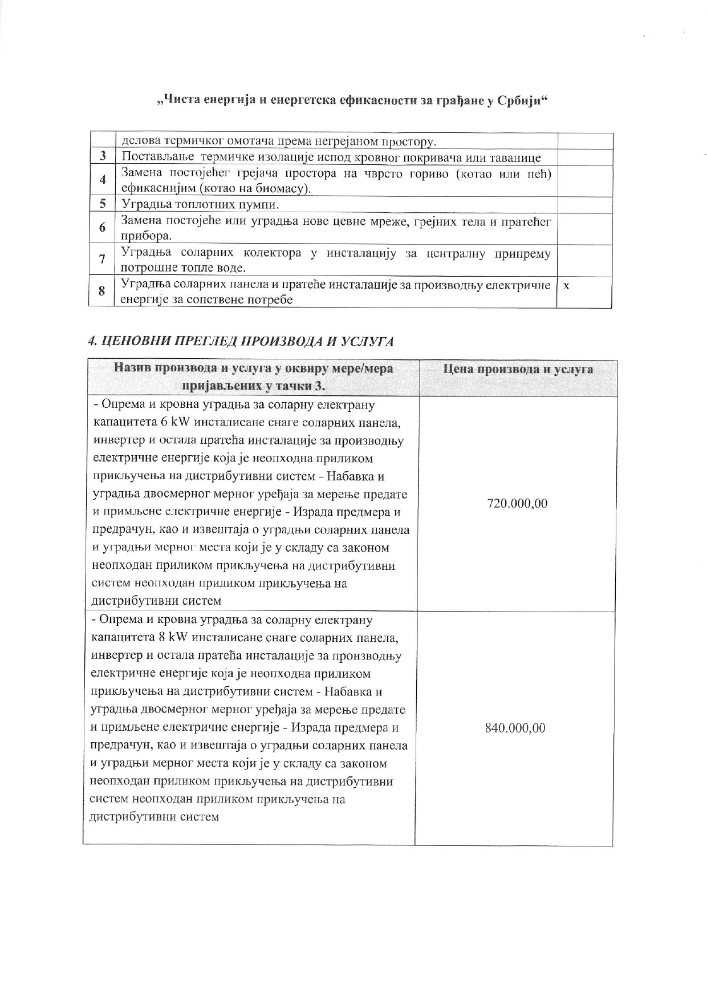 „Чиста енергија и енергетска ефикасности за грађане у Србији“
делова термичког омотача према негрејаном простору.
3 Постављање термичке изолације испод кровног покривача или таванице
4 Замена постојећег грејача простора на чврсто гориво (котао или пећ)
ефикаснијим (котао на биомасу).
5 Уградња топлотних пумпи.
6 Замена постојеће или уградња нове цевне мреже, грејних тела и пратећег
прибора.
7 Уградња соларних колектора у инсталацију за централну припрему
потрошне топле воде.
8 Уградња соларних панела и пратеће инсталације за производњу електричне x
енергије за сопствене потребе
4. ЦЕНОВНИ ПРЕГЛЕД ПРОИЗВОДА И УСЛУГА
Назив производа и услуга у оквиру мере/мера
пријављених у тачки 3.
Цена производа и услуга
- Опрема и кровна уградња за соларну електрану
капацитета 6 kW инсталисане снаге соларних панела,
инвертер и остала пратећа инсталације за производњу
електричне енергије која је неопходна приликом
прикључења на дистрибутивни систем - Набавка и
уградња двосмерног мерног уређаја за мерење предате
и примљене електричне енергије - Израда предмера и
предрачун, као и извештаја о уградњи соларних панела
и уградњи мерног места који је у складу са законом
неопходан приликом прикључења на дистрибутивни
систем неопходан приликом прикључења на
дистрибутивни систем
720.000,00
- Опрема и кровна уградња за соларну електрану
капацитета 8 kW инсталисане снаге соларних панела,
инвертер и остала пратећа инсталације за производњу
електричне енергије која је неопходна приликом
прикључења на дистрибутивни систем - Набавка и
уградња двосмерног мерног уређаја за мерење предате
и примљене електричне енергије - Израда предмера и
предрачун, као и извештаја о уградњи соларних панела
и уградњи мерног места који је у складу са законом
неопходан приликом прикључења на дистрибутивни
систем неопходан приликом прикључења на
дистрибутивни систем
840.000,00